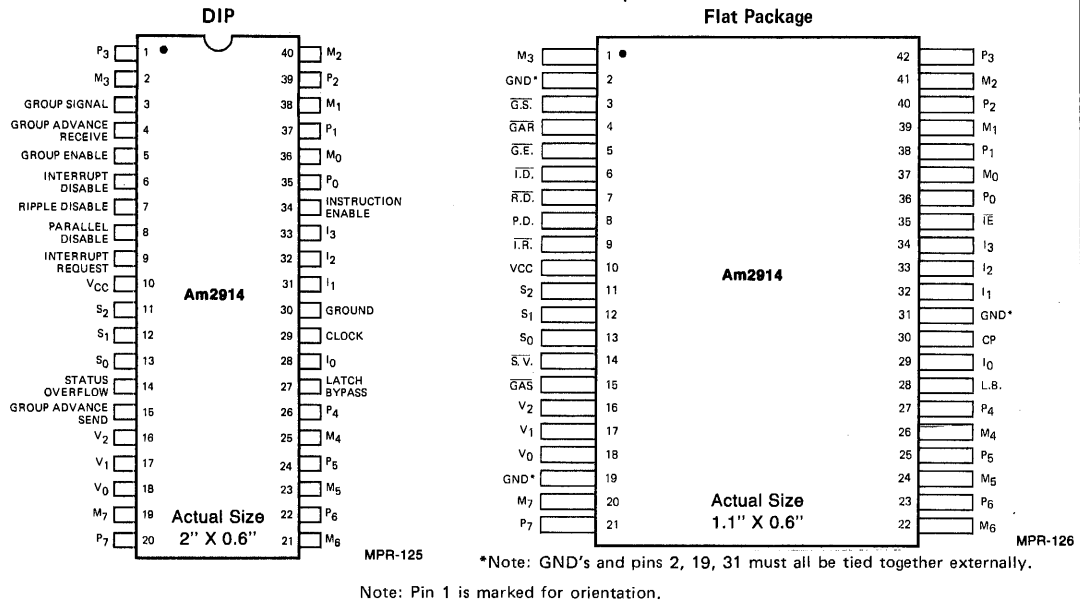 DIP
P3 1
M3 2
GROUP SIGNAL 3
GROUP ADVANCE
RECEIVE 4
GROUP ENABLE 5
INTERRUPT
DISABLE 6
RIPPLE DISABLE 7
PARALLEL
DISABLE 8
INTERRUPT
REQUEST 9
VCC 10
S2 11
S1 12
S0 13
STATUS
OVERFLOW 14
GROUP ADVANCE
SEND 15
V2 16
V1 17
V0 18
M7 19
P7 20
Am2914
Actual Size
2" X 0.6"
40 M2
39 P2
38 M1
37 P1
36 M0
35 P0
34 INSTRUCTION
ENABLE
33 I3
32 I2
31 I1
30 GROUND
29 CLOCK
28 I0
27 LATCH
BYPASS
26 P4
25 M4
24 P5
23 M5
22 P6
21 M6
MPR-125
Flat Package
M3 1
GND* 2
G.S. 3
GAR 4
G.E. 5
I.D. 6
R.D. 7
P.D. 8
I.R. 9
VCC 10
S2 11
S1 12
S0 13
S.V. 14
GAS 15
V2 16
V1 17
V0 18
GND* 19
M7 20
P7 21
Am2914
Actual Size
1.1" X 0.6"
42 P3
41 M2
40 P2
39 M1
38 P1
37 M0
36 P0
35 IE
34 I3
33 I2
32 I1
31 GND*
30 CP
29 I0
28 L.B.
27 P4
26 M4
25 P5
24 M5
23 P6
22 M6
MPR-126
*Note: GND's and pins 2, 19, 31 must all be tied together externally.
Note: Pin 1 is marked for orientation.